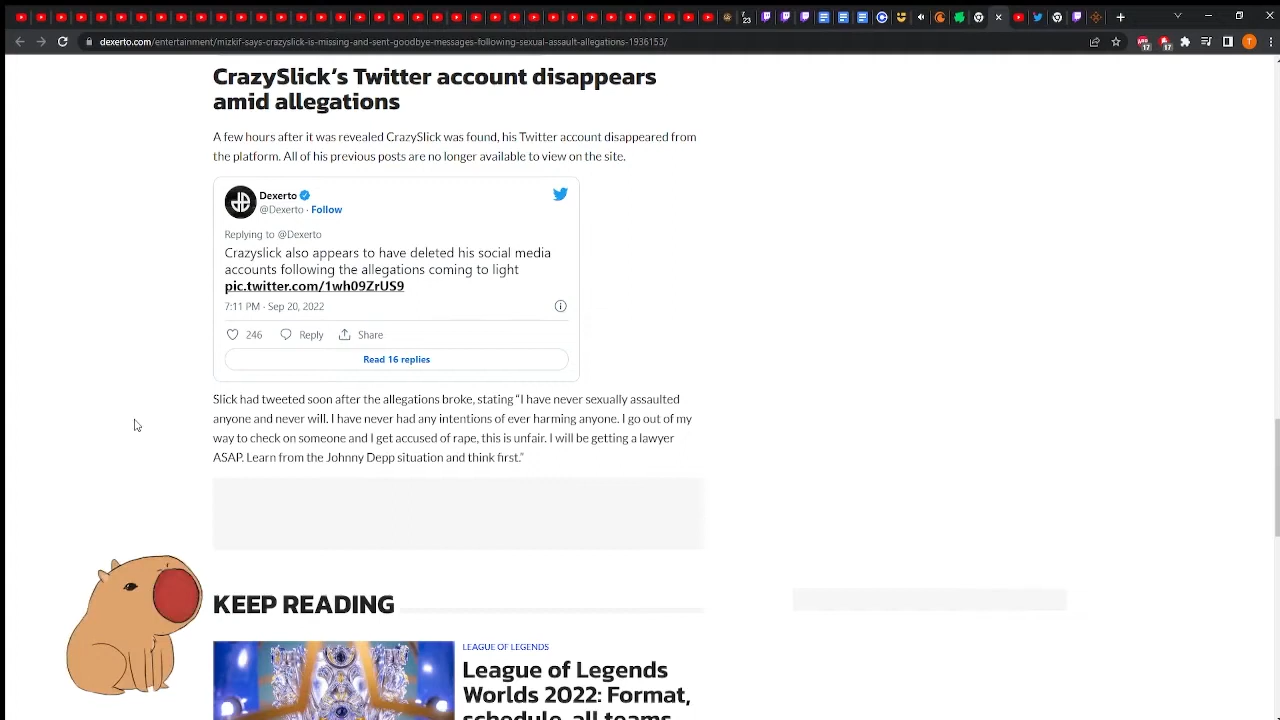 dexerto.com/entertainment/mizkif-says-crazyslick-is-missing-and-sent-goodbye-messages-following-sexual-assault-allegations-1936153/
17
17
T
23
CrazySlick’s Twitter account disappears
amid allegations
A few hours after it was revealed CrazySlick was found, his Twitter account disappeared from
the platform. All of his previous posts are no longer available to view on the site.
Dexerto
@Dexerto · Follow
Replying to @Dexerto
Crazyslick also appears to have deleted his social media
accounts following the allegations coming to light
pic.twitter.com/1wh09ZrUS9
7:11 PM · Sep 20, 2022
246 Reply Share
Read 16 replies
Slick had tweeted soon after the allegations broke, stating “I have never sexually assaulted
anyone and never will. I have never had any intentions of ever harming anyone. I go out of my
way to check on someone and I get accused of rape, this is unfair. I will be getting a lawyer
ASAP. Learn from the Johnny Depp situation and think first.”
KEEP READING
LEAGUE OF LEGENDS
League of Legends
Worlds 2022: Format,
schedule, all teams